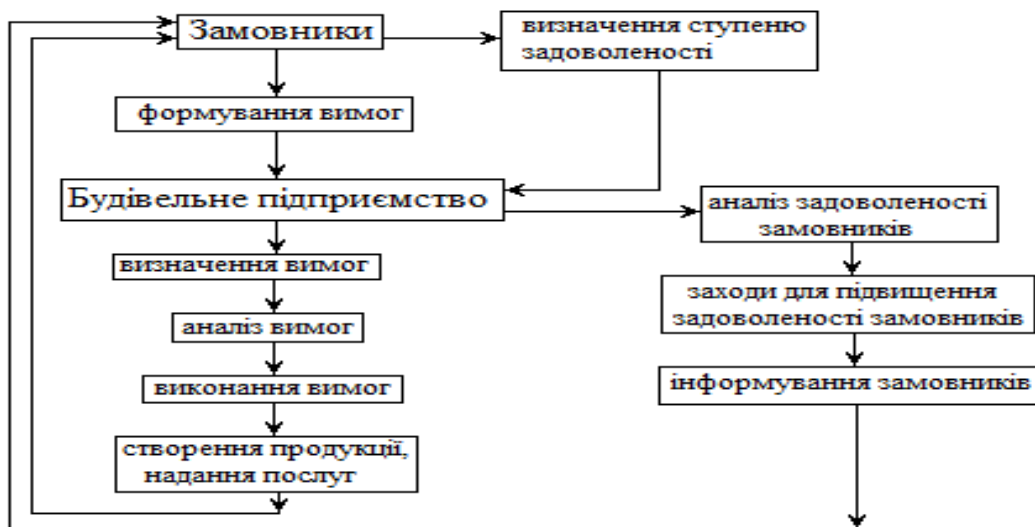 Замовники
визначення ступеню
задоволеності
формування вимог
Будівельне підприємство
визначення вимог
аналіз вимог
виконання вимог
створення продукції,
надання послуг
аналіз задоволеності
замовників
заходи для підвищення
задоволеності замовників
інформування замовників